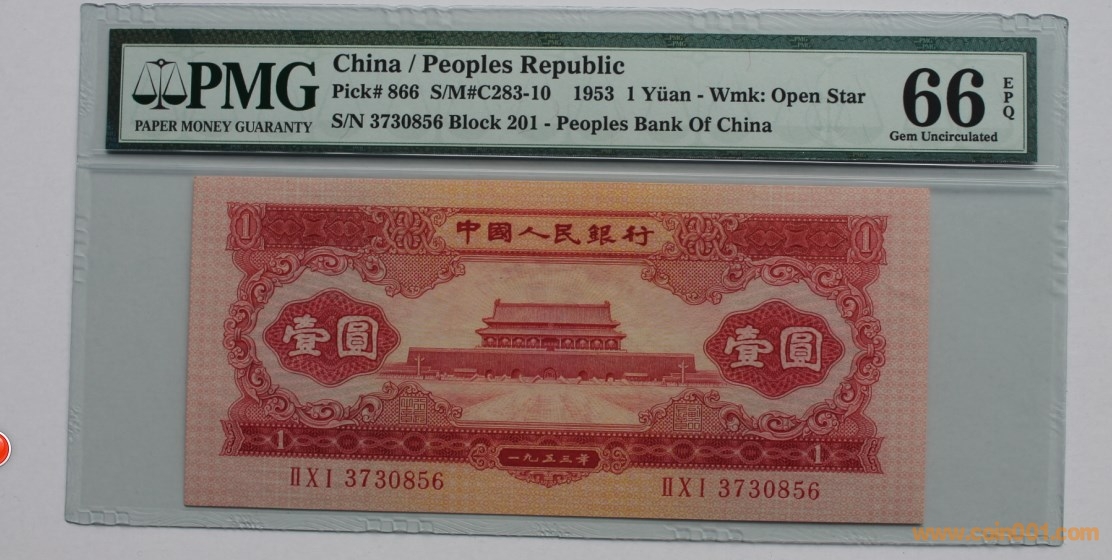 PMG
PAPER MONEY GUARANTY
China / Peoples Republic
Pick# 866 S/M#C283-10 1953 1 Yüan - Wmk: Open Star
S/N 3730856 Block 201 - Peoples Bank Of China
66
EPQ
Gem Uncirculated
1
中國人民銀行
1
壹圓
壹圓
1
一九五三年
1
ⅡⅩⅠ 3730856
ⅡⅩⅠ 3730856
www.coin001.com